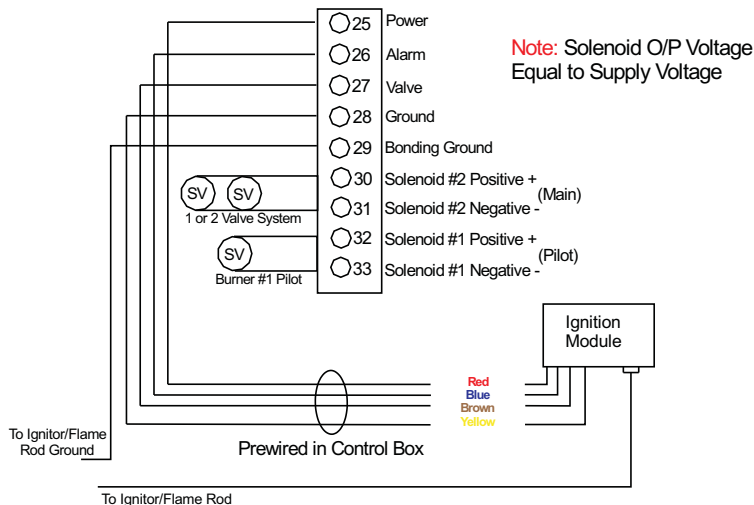 25 Power
26 Alarm
27 Valve
28 Ground
29 Bonding Ground
30 Solenoid #2 Positive +
(Main)
31 Solenoid #2 Negative -
32 Solenoid #1 Positive +
(Pilot)
33 Solenoid #1 Negative -
Note: Solenoid O/P Voltage
Equal to Supply Voltage
SV SV
1 or 2 Valve System
SV
Burner #1 Pilot
Ignition
Module
Red
Blue
Brown
Yellow
Prewired in Control Box
To Ignitor/Flame
Rod Ground
To Ignitor/Flame Rod